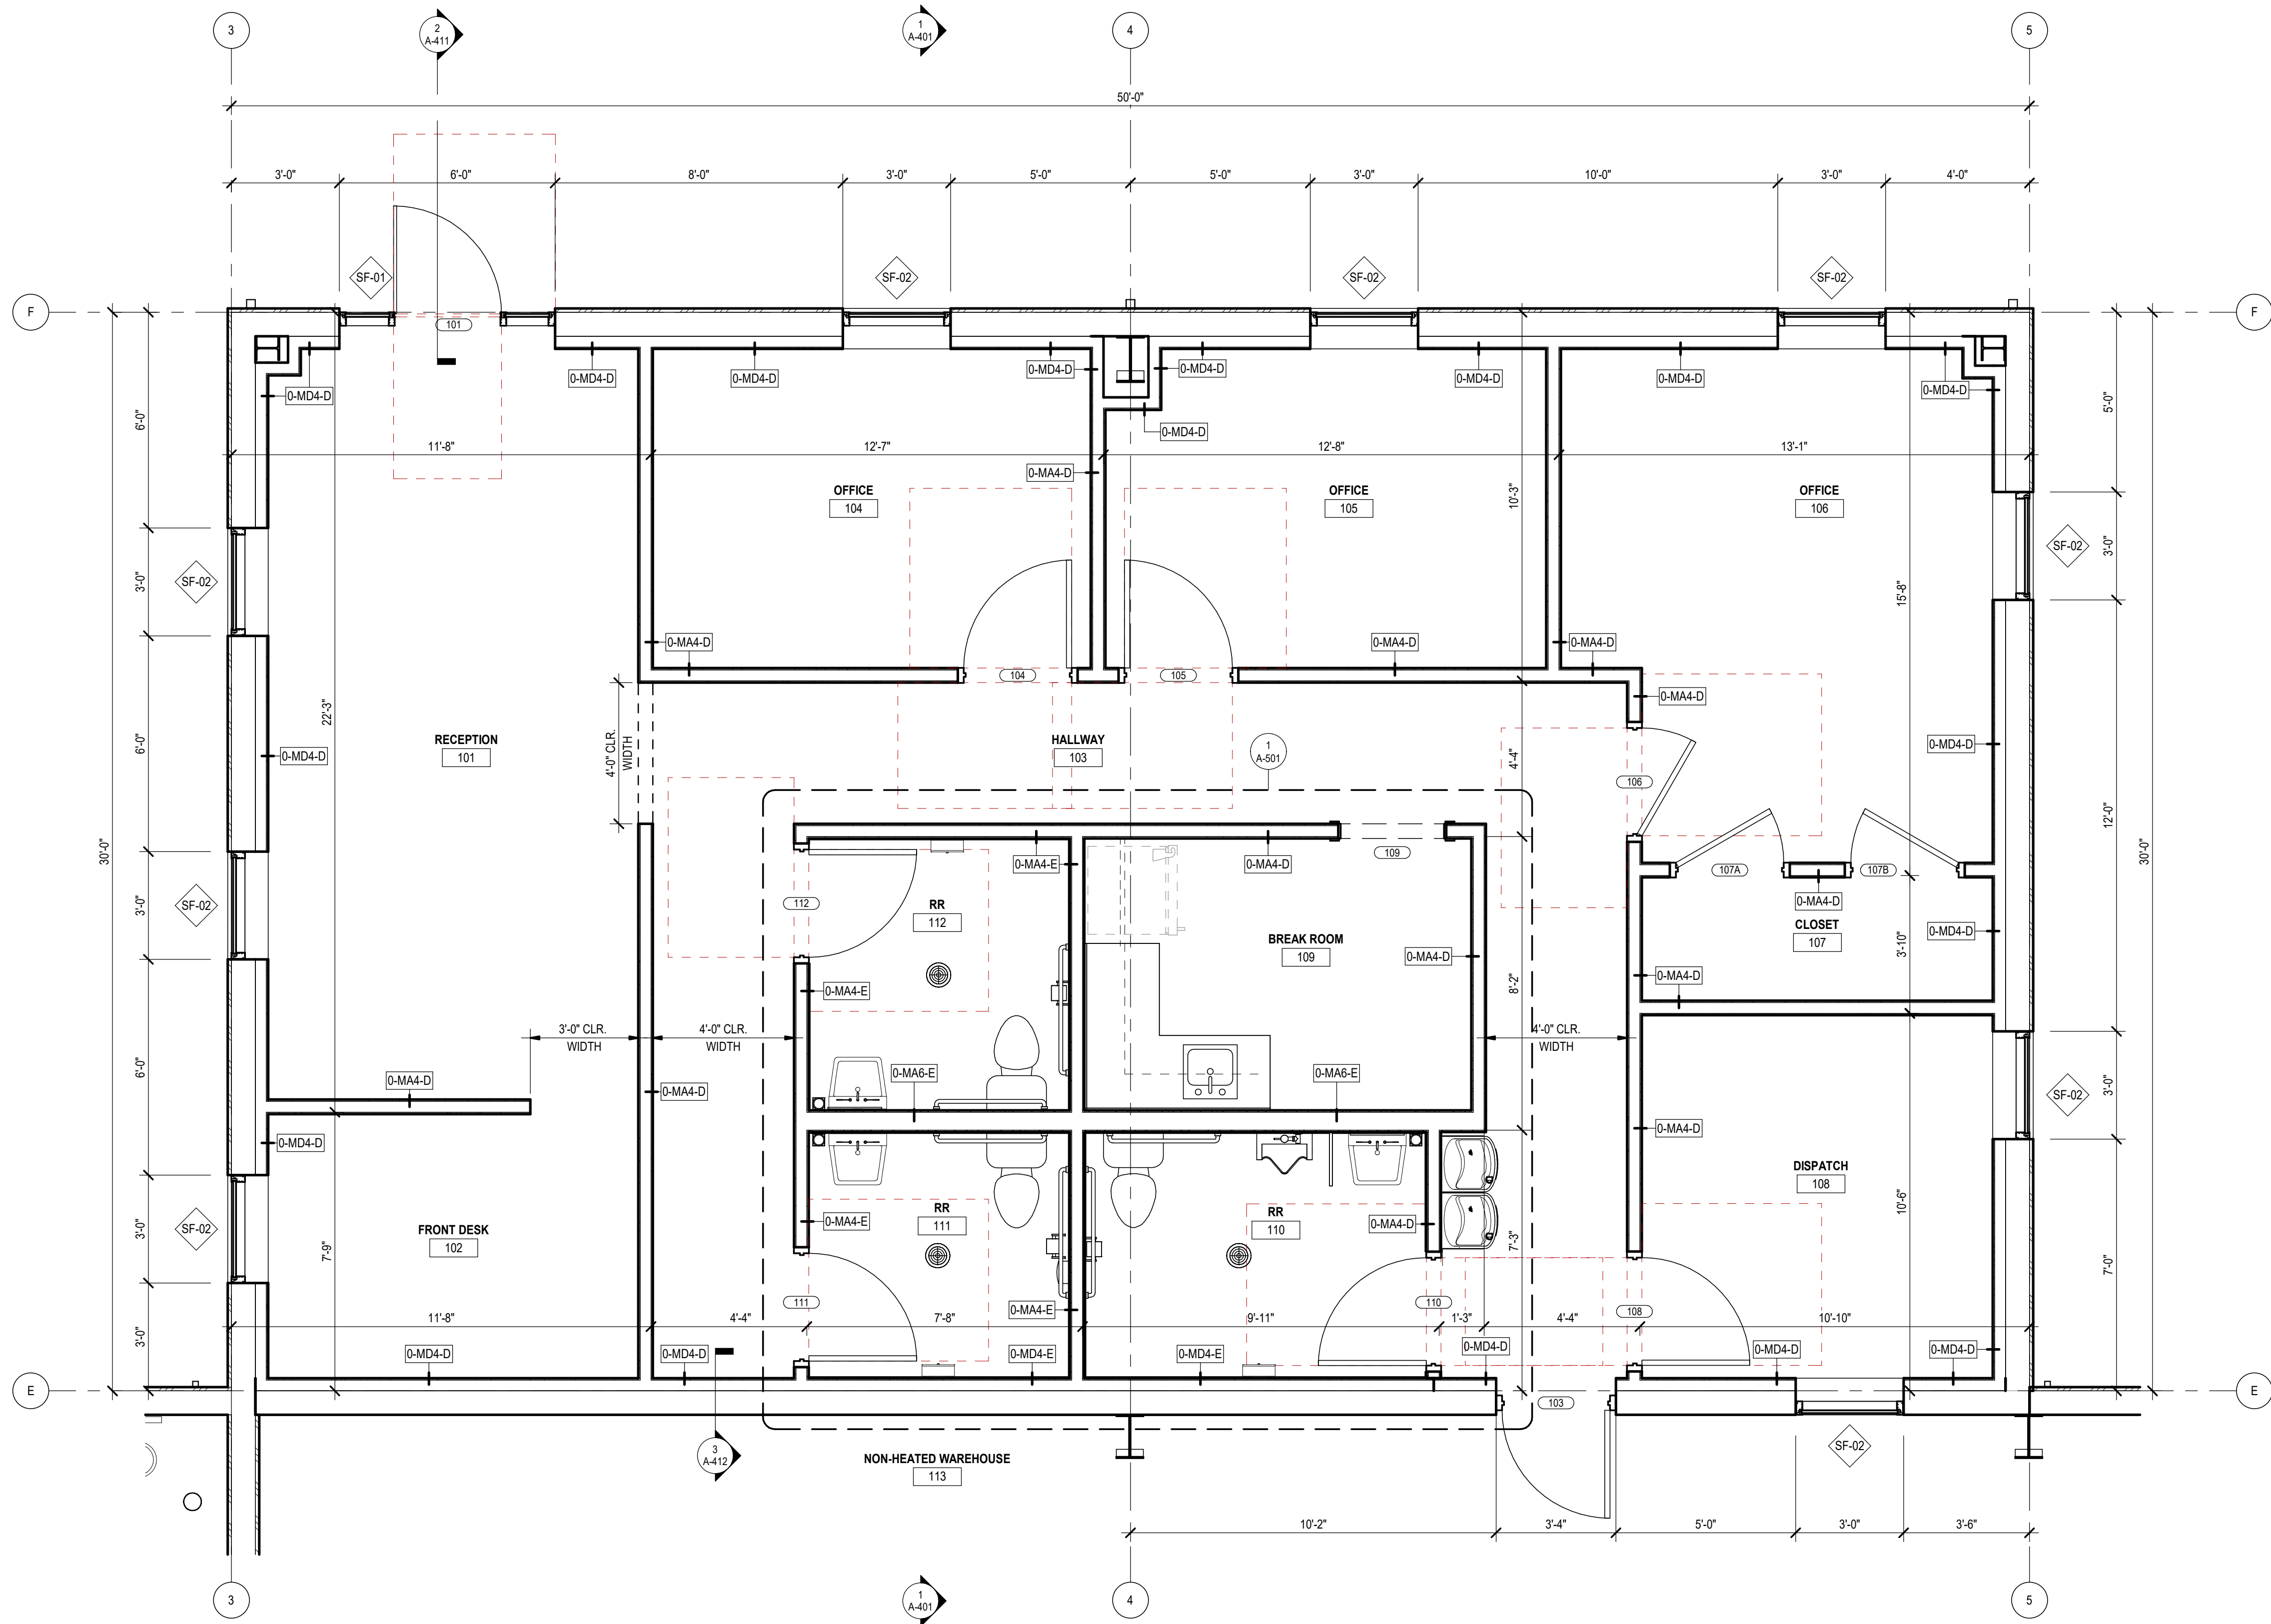 3
2
A-411
1
A-401
4
5
50'-0"
3'-0"
6'-0"
8'-0"
3'-0"
5'-0"
5'-0"
3'-0"
10'-0"
3'-0"
4'-0"
SF-01
SF-02
SF-02
SF-02
F
F
101
0-MD4-D
0-MD4-D
0-MD4-D
0-MD4-D
0-MD4-D
0-MD4-D
0-MD4-D
0-MD4-D
0-MD4-D
0-MD4-D
6'-0"
5'-0"
11'-8"
12'-7"
12'-8"
13'-1"
0-MA4-D
OFFICE
104
OFFICE
105
OFFICE
106
10'-3"
SF-02
3'-0"
SF-02
3'-0"
15'-8"
0-MA4-D
0-MA4-D
0-MA4-D
104
105
0-MA4-D
22'-3"
6'-0"
RECEPTION
101
0-MD4-D
4'-0" CLR.
WIDTH
HALLWAY
103
1
A-501
4'-4"
106
0-MD4-D
12'-0"
30'-0"
30'-0"
0-MA4-E
0-MA4-D
109
107A
107B
SF-02
3'-0"
112
RR
112
0-MA4-D
CLOSET
107
0-MD4-D
3'-10"
BREAK ROOM
109
0-MA4-D
0-MA4-E
0-MA4-D
8'-2"
3'-0" CLR.
WIDTH
4'-0" CLR.
WIDTH
4'-0" CLR.
WIDTH
6'-0"
0-MA4-D
0-MA4-D
0-MA6-E
0-MA6-E
SF-02
3'-0"
0-MD4-D
0-MA4-D
DISPATCH
108
10'-6"
SF-02
3'-0"
FRONT DESK
102
7'-9"
0-MA4-E
RR
111
RR
110
0-MA4-D
7'-3"
7'-0"
111
0-MA4-E
110
108
3'-0"
11'-8"
4'-4"
7'-8"
9'-11"
1'-3"
4'-4"
10'-10"
0-MD4-D
0-MD4-D
0-MD4-E
0-MD4-E
0-MD4-D
0-MD4-D
0-MD4-D
E
E
103
3
A-412
NON-HEATED WAREHOUSE
113
SF-02
10'-2"
3'-4"
5'-0"
3'-0"
3'-6"
3
1
A-401
4
5